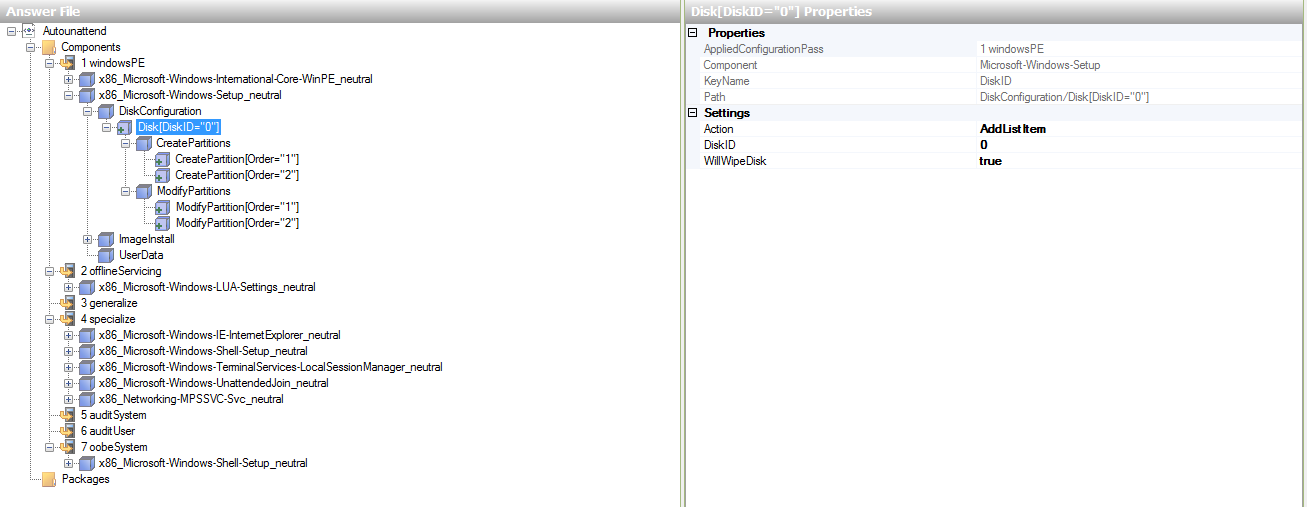 Answer File
Autounattend
Components
1 windowsPE
x86_Microsoft-Windows-International-Core-WinPE_neutral
x86_Microsoft-Windows-Setup_neutral
DiskConfiguration
Disk[DiskID="0"]
CreatePartitions
CreatePartition[Order="1"]
CreatePartition[Order="2"]
ModifyPartitions
ModifyPartition[Order="1"]
ModifyPartition[Order="2"]
ImageInstall
UserData
2 offlineServicing
x86_Microsoft-Windows-LUA-Settings_neutral
3 generalize
4 specialize
x86_Microsoft-Windows-IE-InternetExplorer_neutral
x86_Microsoft-Windows-Shell-Setup_neutral
x86_Microsoft-Windows-TerminalServices-LocalSessionManager_neutral
x86_Microsoft-Windows-UnattendedJoin_neutral
x86_Networking-MPSSVC-Svc_neutral
5 auditSystem
6 auditUser
7 oobeSystem
x86_Microsoft-Windows-Shell-Setup_neutral
Packages
Disk[DiskID="0"] Properties
Properties
AppliedConfigurationPass 1 windowsPE
Component Microsoft-Windows-Setup
KeyName DiskID
Path DiskConfiguration/Disk[DiskID="0"]
Settings
Action AddListItem
DiskID 0
WillWipeDisk true